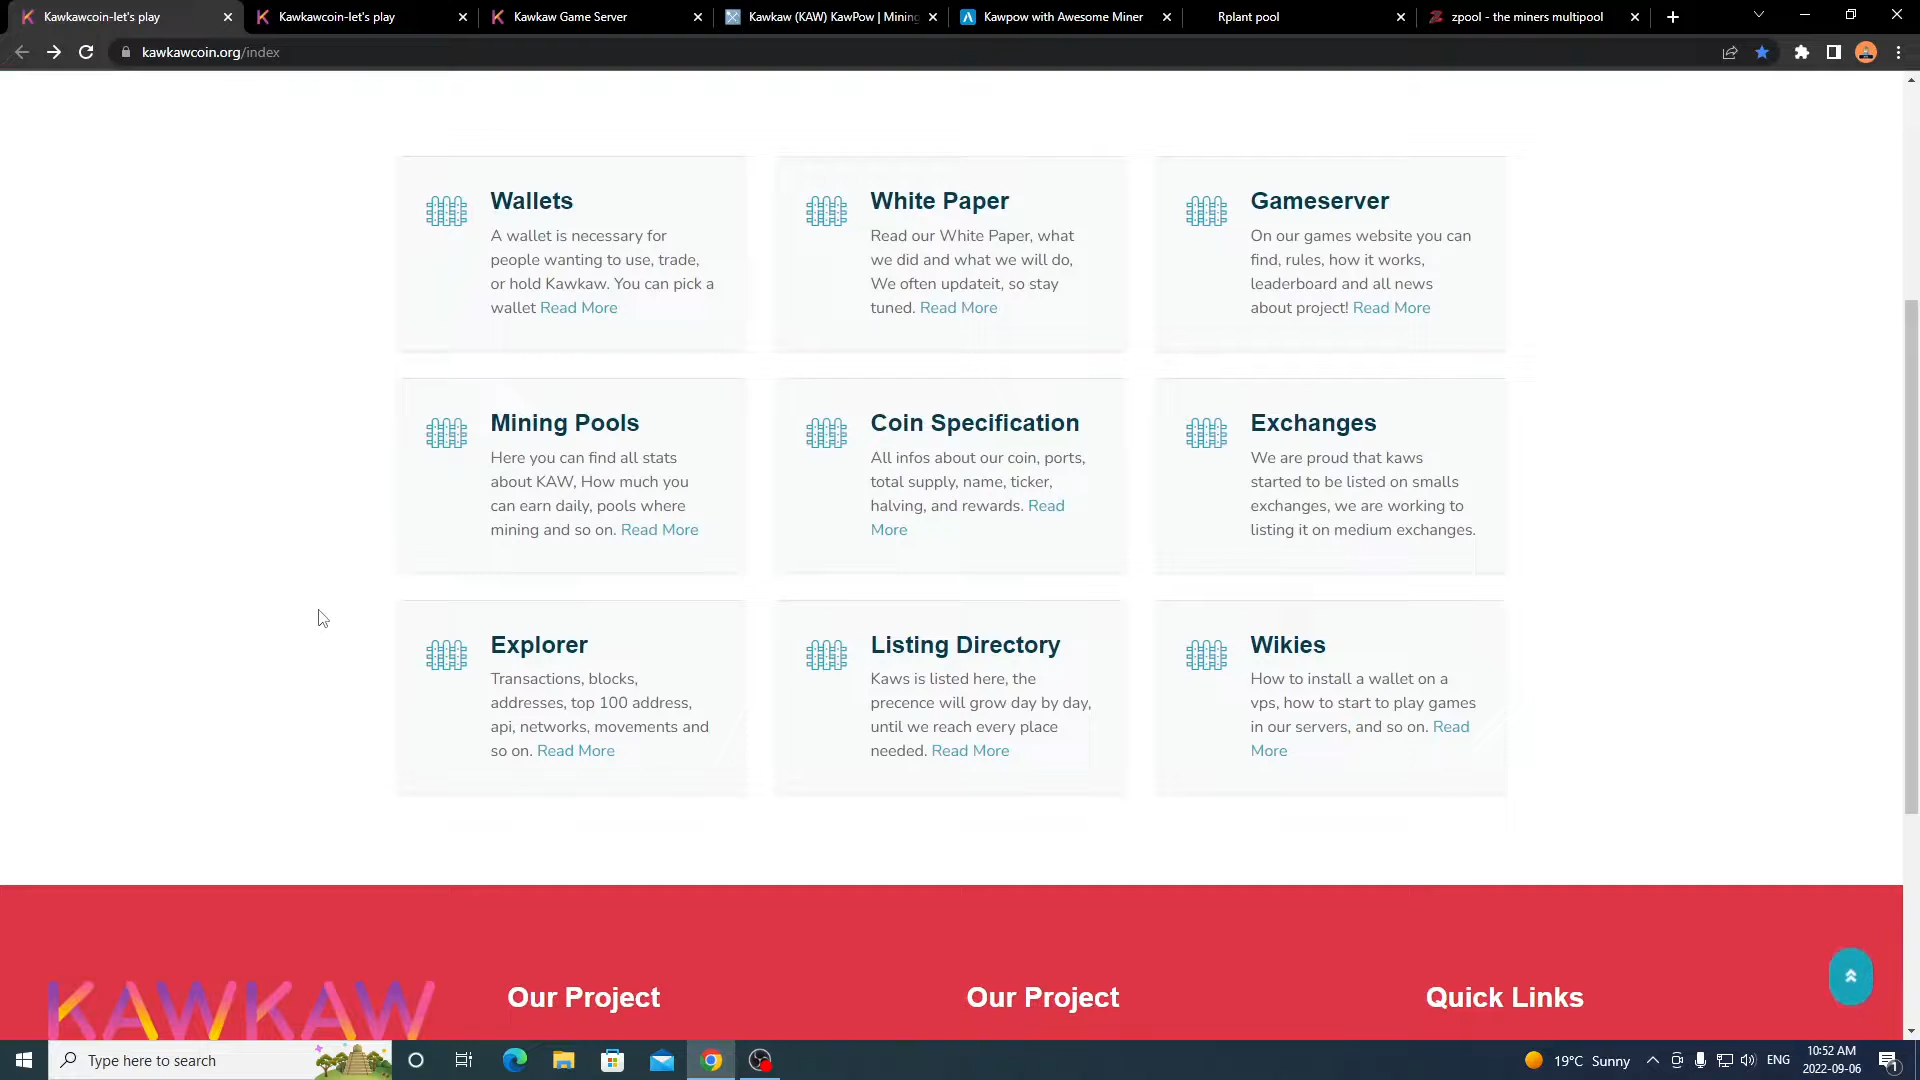 Kawkawcoin-let's play
Kawkawcoin-let's play
Kawkaw Game Server
Kawkaw (KAW) KawPow | Mining
Kawpow with Awesome Miner
Rplant pool
zpool - the miners multipool
kawkawcoin.org/index
Wallets
A wallet is necessary for
people wanting to use, trade,
or hold Kawkaw. You can pick a
wallet Read More
White Paper
Read our White Paper, what
we did and what we will do,
We often updateit, so stay
tuned. Read More
Gameserver
On our games website you can
find, rules, how it works,
leaderboard and all news
about project! Read More
Mining Pools
Here you can find all stats
about KAW, How much you
can earn daily, pools where
mining and so on. Read More
Coin Specification
All infos about our coin, ports,
total supply, name, ticker,
halving, and rewards. Read
More
Exchanges
We are proud that kaws
started to be listed on smalls
exchanges, we are working to
listing it on medium exchanges.
Explorer
Transactions, blocks,
addresses, top 100 address,
api, networks, movements and
so on. Read More
Listing Directory
Kaws is listed here, the
precence will grow day by day,
until we reach every place
needed. Read More
Wikies
How to install a wallet on a
vps, how to start to play games
in our servers, and so on. Read
More
KAWKAW
Our Project
Our Project
Quick Links
Type here to search
19°C Sunny
ENG
10:52 AM
2022-09-06
1